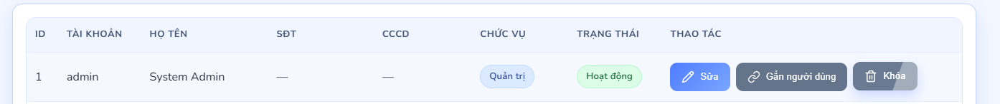 ID TÀI KHOẢN HỌ TÊN SĐT CCCD CHỨC VỤ TRẠNG THÁI THAO TÁC
1 admin System Admin — — Quản trị Hoạt động Sửa Gắn người dùng Khóa